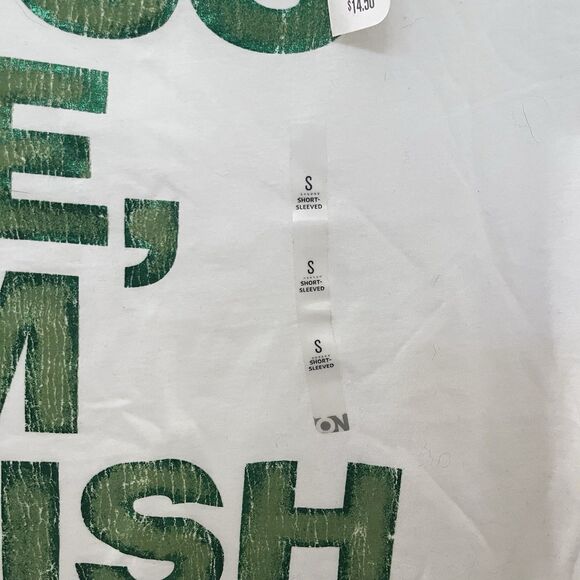 $14.50
E,
M
ISH
S
SHORT-
SLEEVED
S
SHORT-
SLEEVED
S
SHORT-
SLEEVED
ON